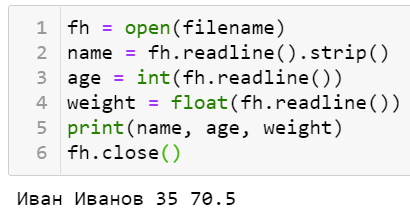 1 fh = open(filename)
2 name = fh.readline().strip()
3 age = int(fh.readline())
4 weight = float(fh.readline())
5 print(name, age, weight)
6 fh.close()
Иван Иванов 35 70.5